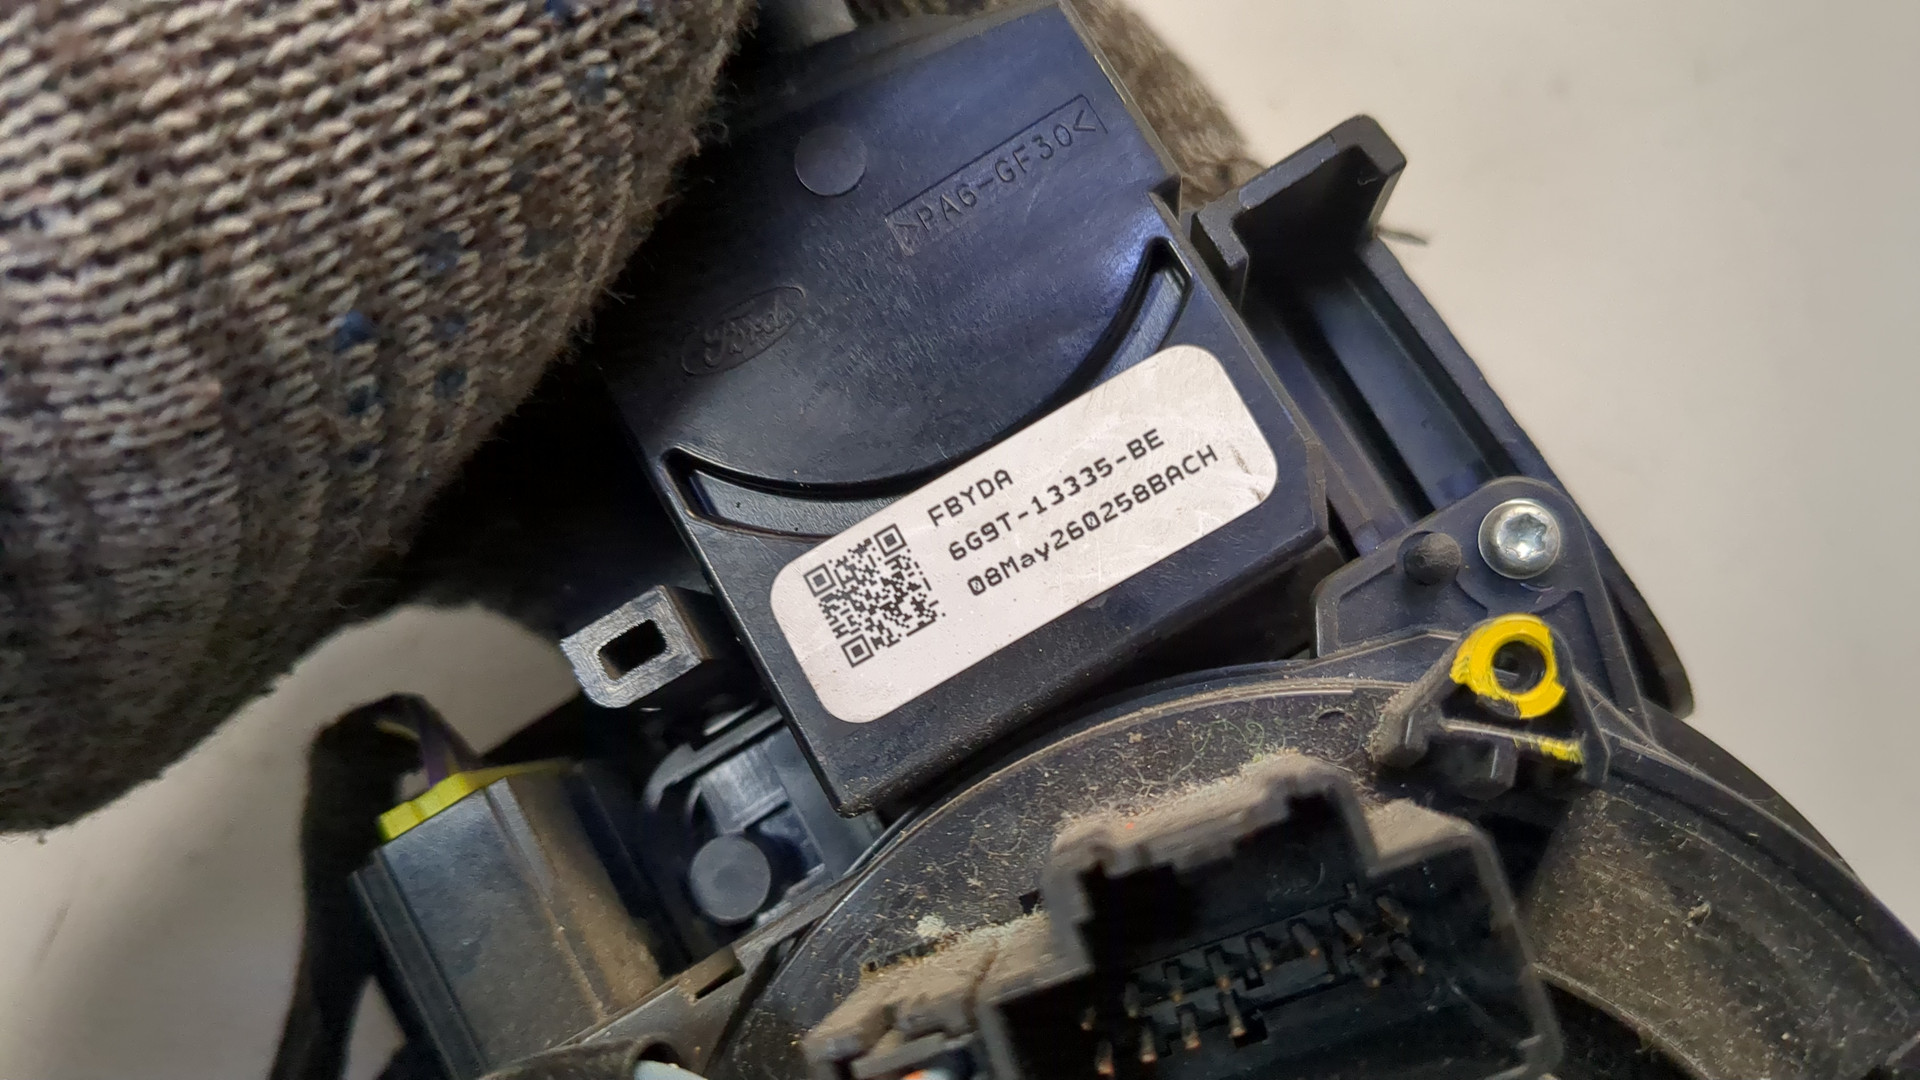 >PA6-GF30<
Ford
FBYDA
6G9T-13335-BE
08May260258BACH